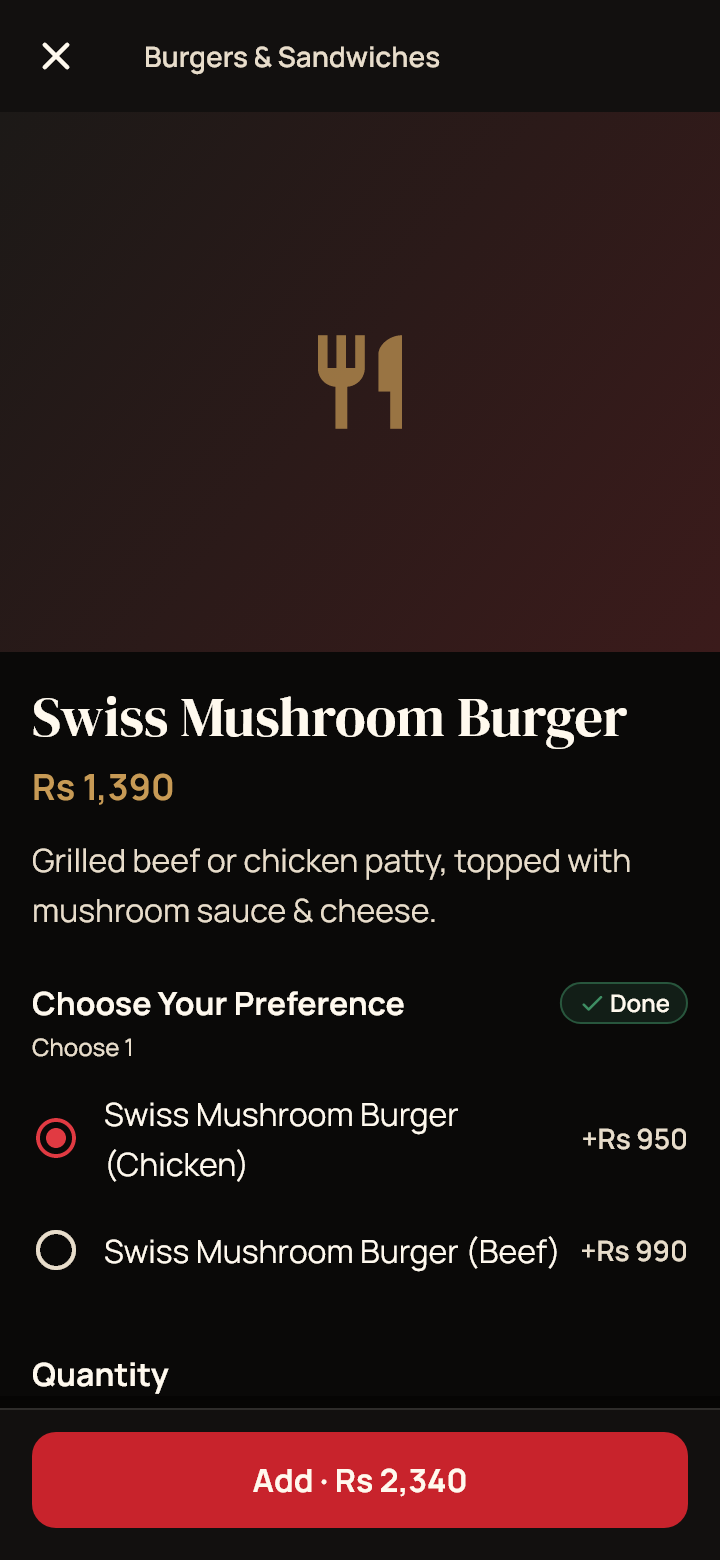 Burgers & Sandwiches
Swiss Mushroom Burger
Rs 1,390
Grilled beef or chicken patty, topped with
mushroom sauce & cheese.
Choose Your Preference
Done
Choose 1
Swiss Mushroom Burger
(Chicken)
+Rs 950
Swiss Mushroom Burger (Beef) +Rs 990
Quantity
Add · Rs 2,340